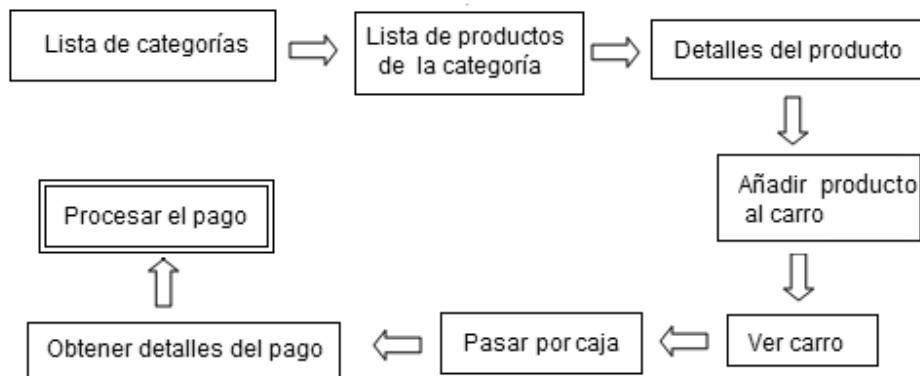 Lista de categorías
Lista de productos
de la categoría
Detalles del producto
Añadir producto
al carro
Ver carro
Pasar por caja
Obtener detalles del pago
Procesar el pago